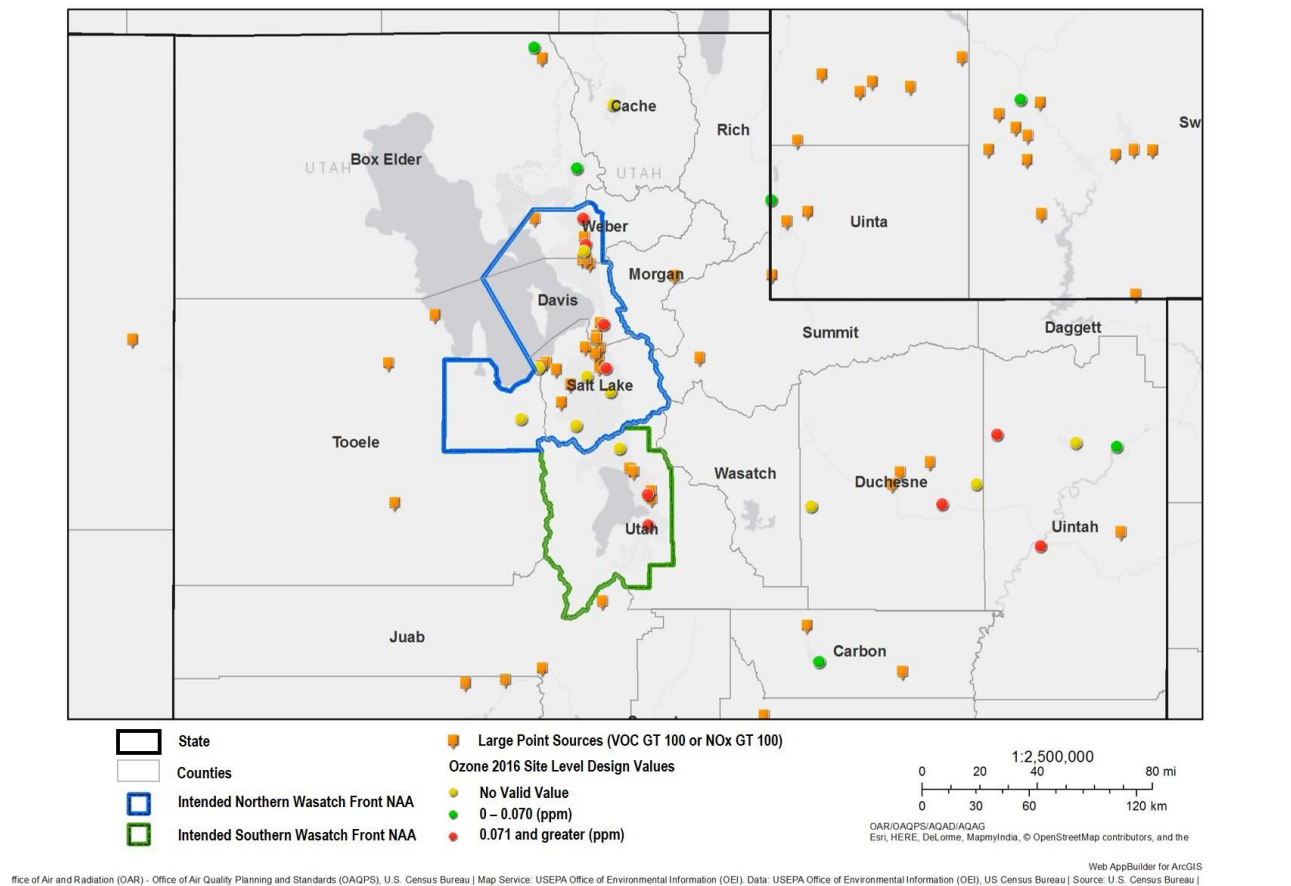 Cache
Rich
Sw
UTAH
Box Elder
UTAH
Weber
Uinta
Morgan
Davis
Summit
Daggett
Salt Lake
Tooele
Wasatch
Duchesne
Utah
Uintah
Juab
Carbon
State
Counties
Intended Northern Wasatch Front NAA
Intended Southern Wasatch Front NAA
Large Point Sources (VOC GT 100 or NOx GT 100)
Ozone 2016 Site Level Design Values
No Valid Value
0 – 0.070 (ppm)
0.071 and greater (ppm)
1:2,500,000
0 20 40 80 mi
0 30 60 120 km
OAR/OAQPS/AQAD/AQAG
Esri, HERE, DeLorme, MapmyIndia, © OpenStreetMap contributors, and the
Web AppBuilder for ArcGIS
ffice of Air and Radiation (OAR) - Office of Air Quality Planning and Standards (OAQPS), U.S. Census Bureau | Map Service: USEPA Office of Environmental Information (OEI). Data: USEPA Office of Environmental Information (OEI), US Census Bureau | Source: U.S. Census Bureau |